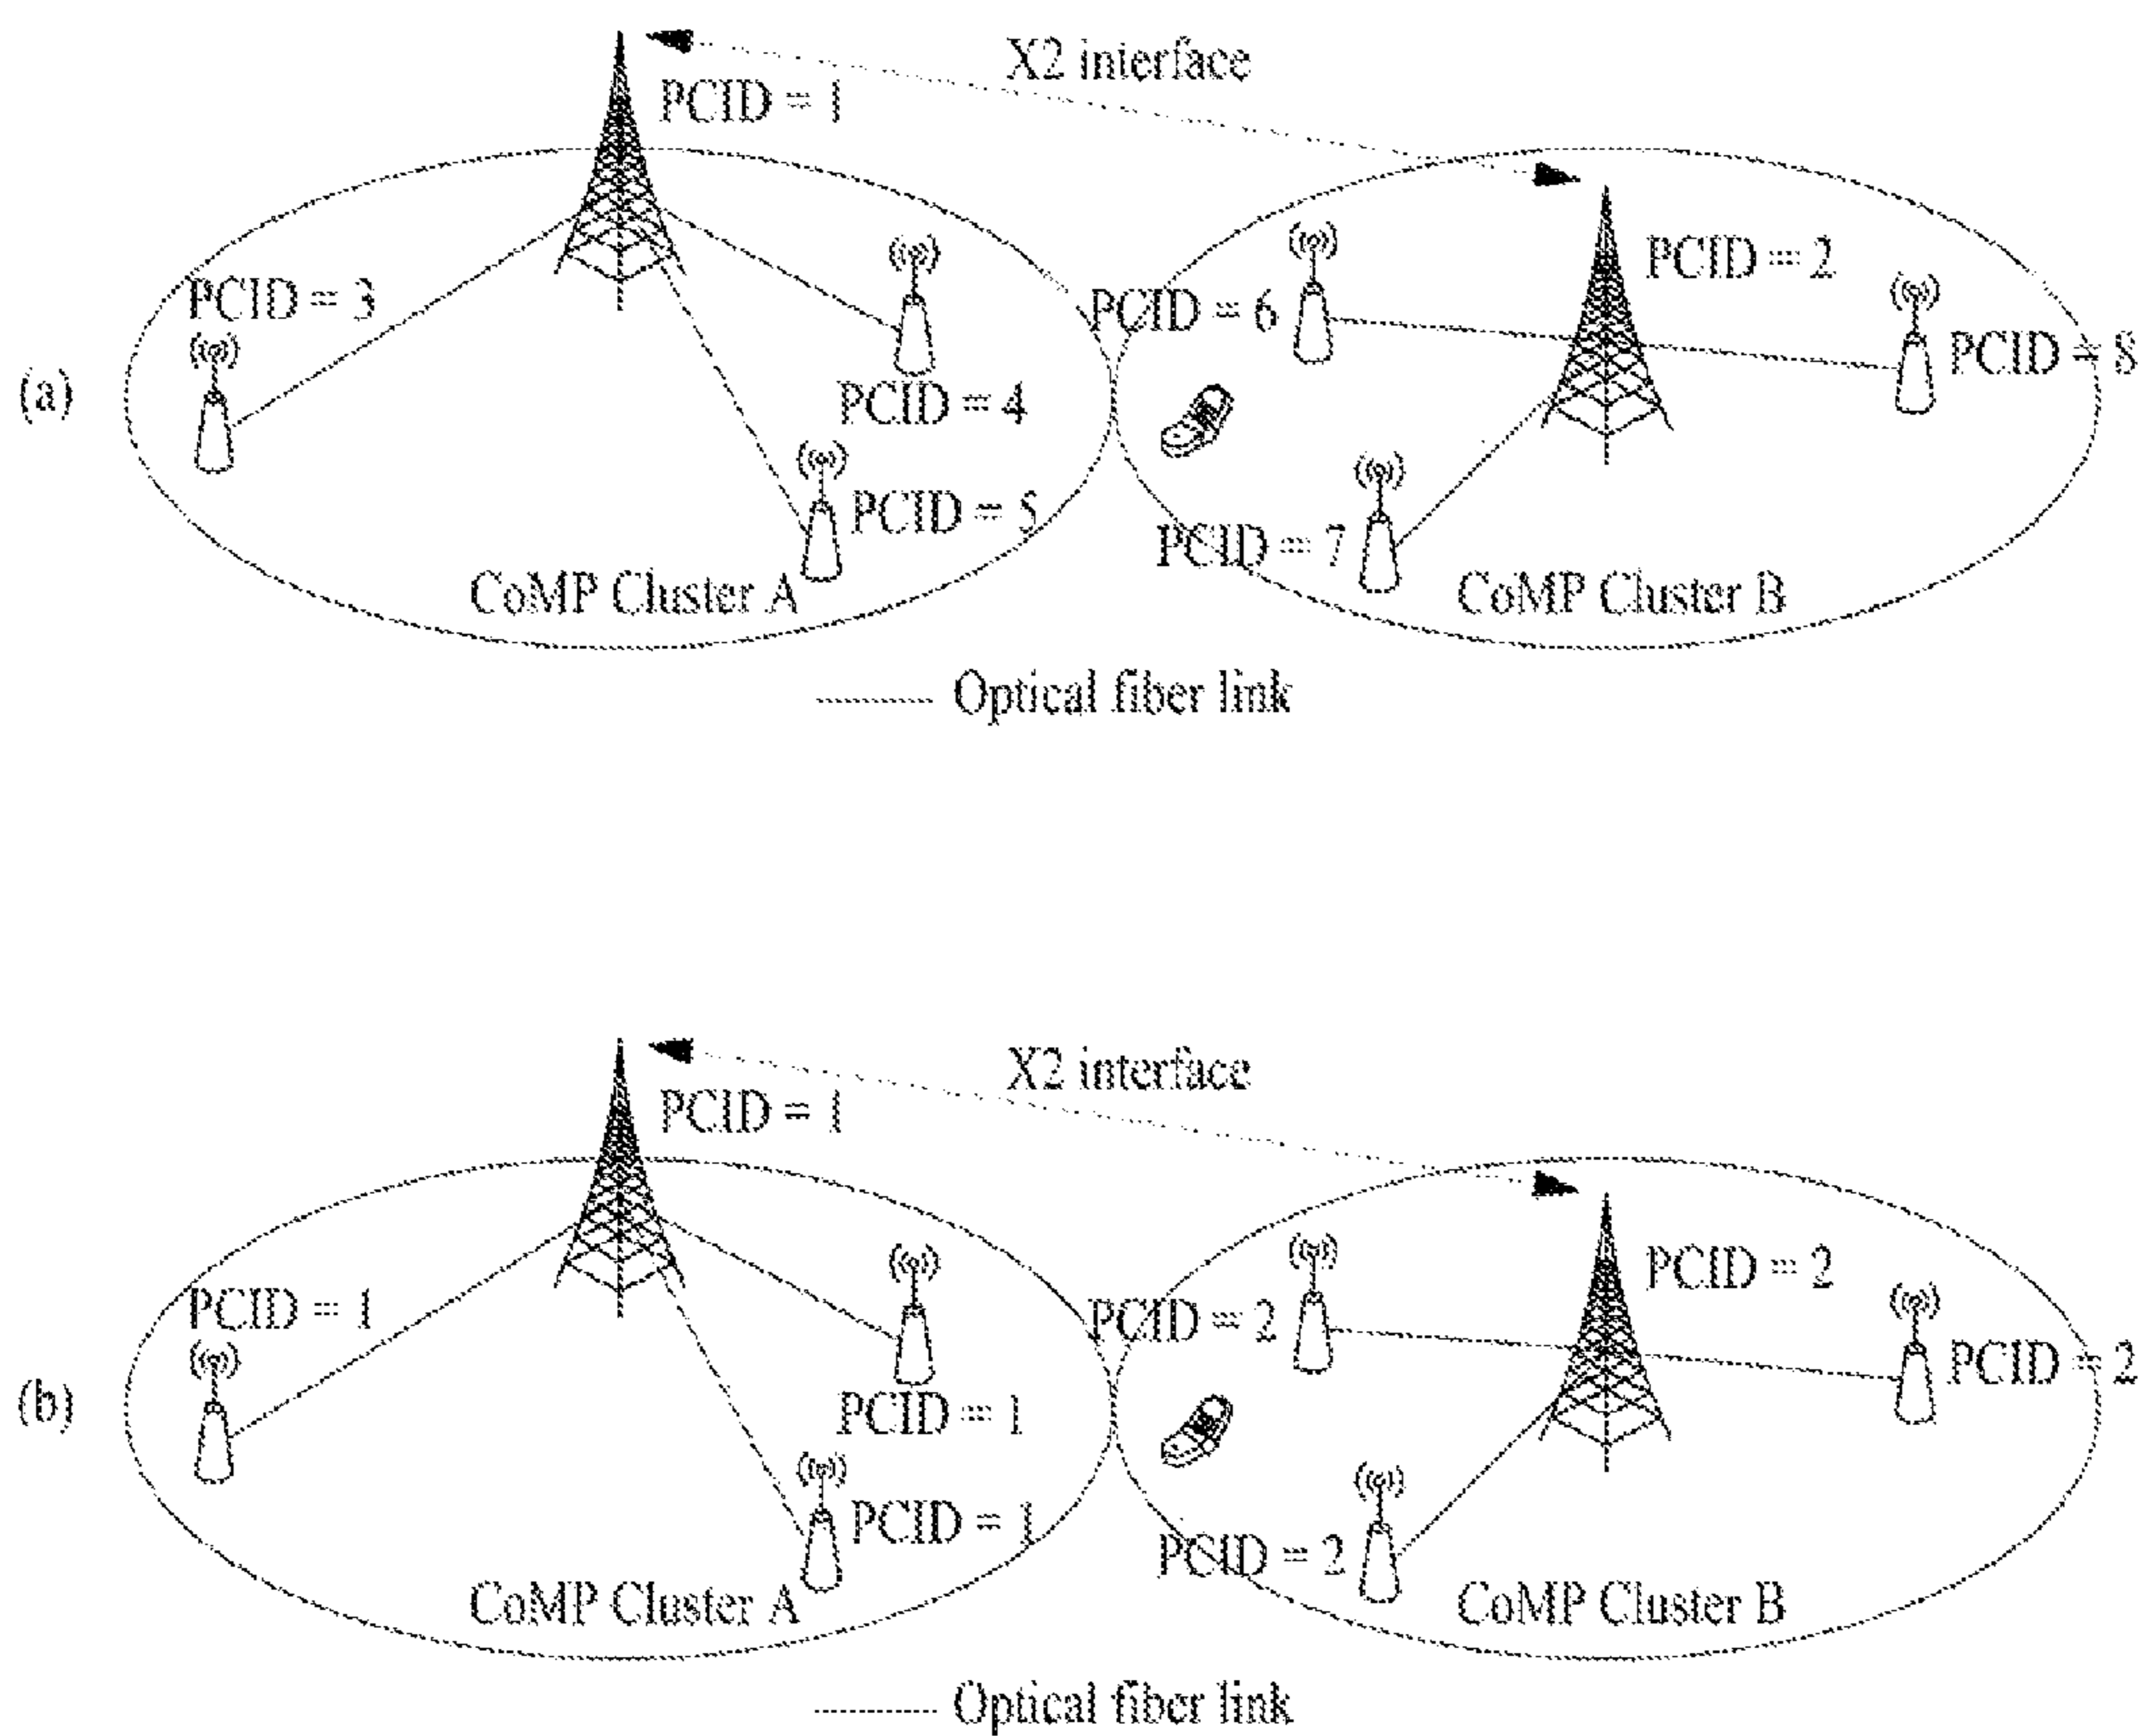 X2 interface
PCID = 1
PCID = 2
PCID = 3
PCID = 6
PCID = 8
(a)
PCID = 4
PCID = 5
PCID = 7
CoMP Cluster A
CoMP Cluster B
Optical fiber link
X2 interface
PCID = 1
PCID = 2
PCID = 1
PCID = 2
PCID = 2
(b)
PCID = 1
PCID = 1
PCID = 2
CoMP Cluster A
CoMP Cluster B
Optical fiber link